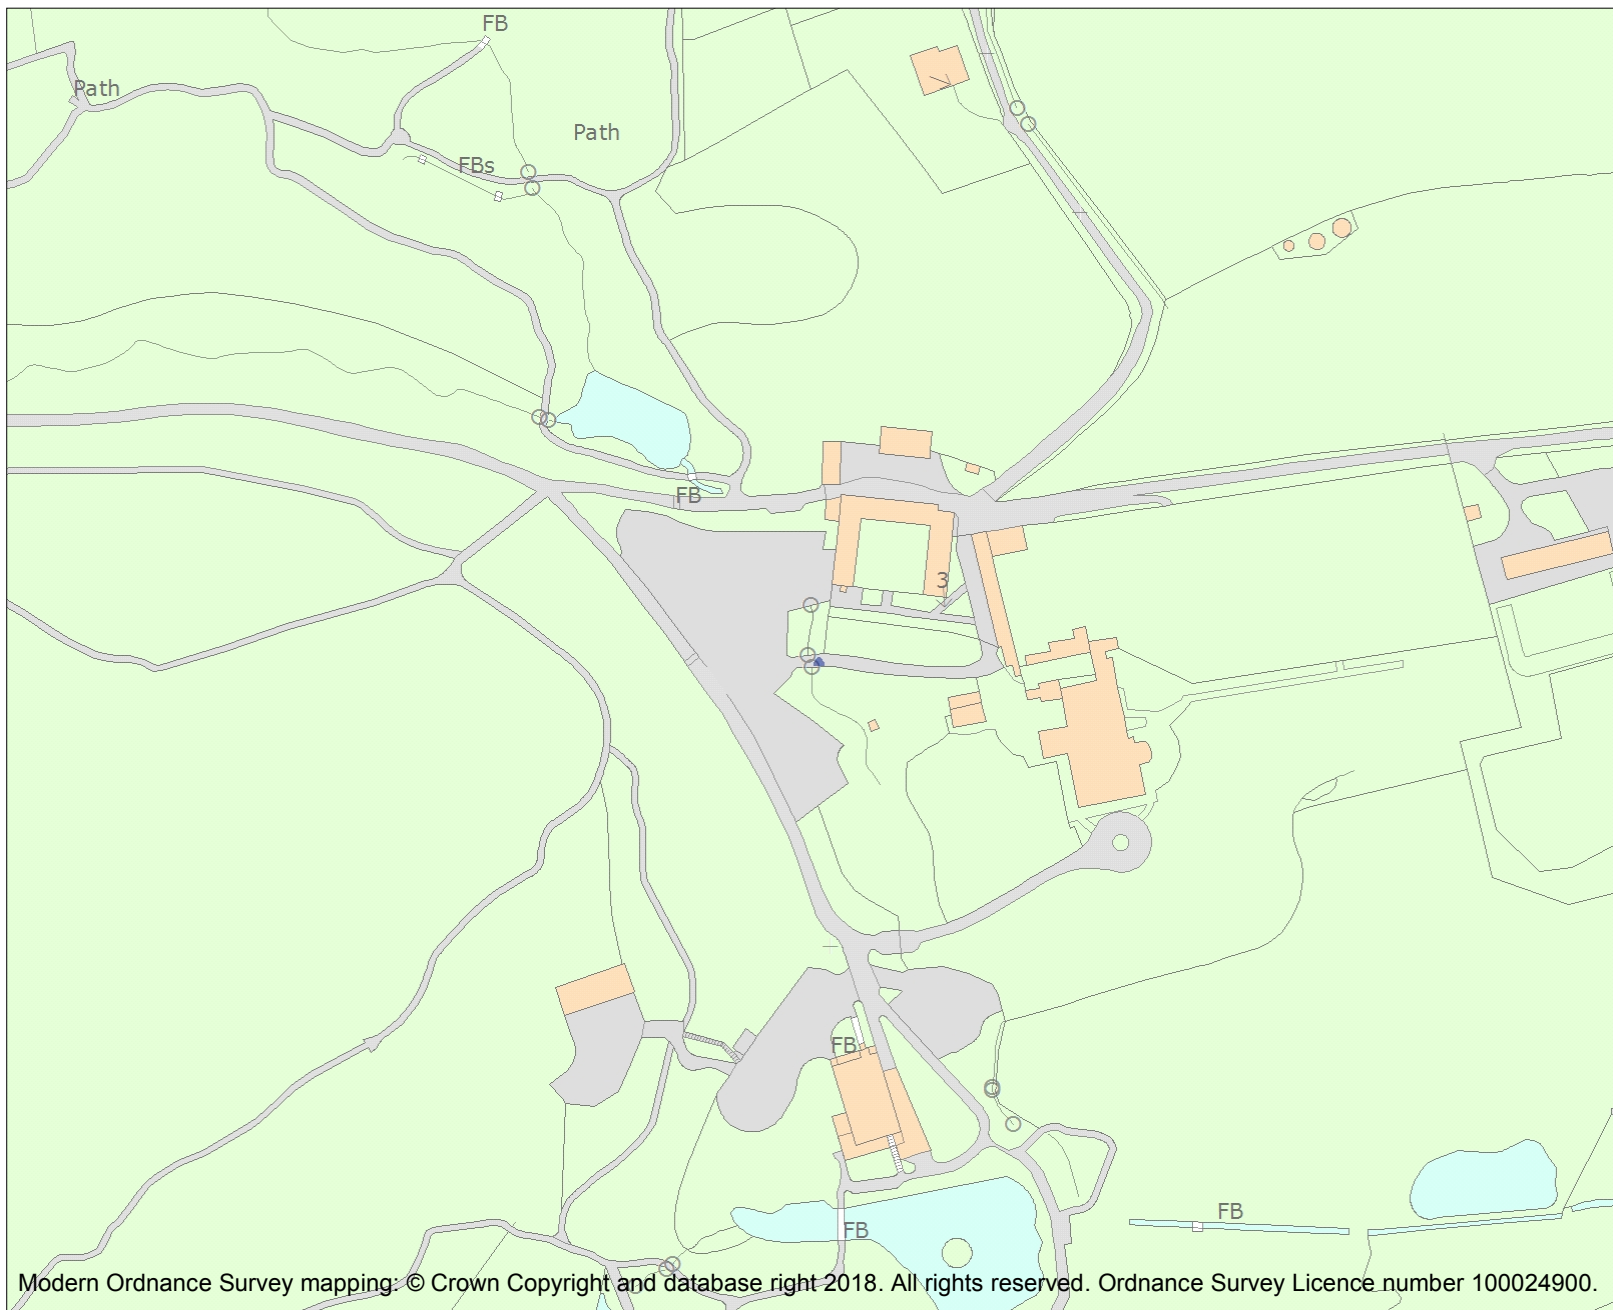 FB
Path
Path
FBs
FB
3
FB
FB
FB
Modern Ordnance Survey mapping: © Crown Copyright and database right 2018. All rights reserved. Ordnance Survey Licence number 100024900.